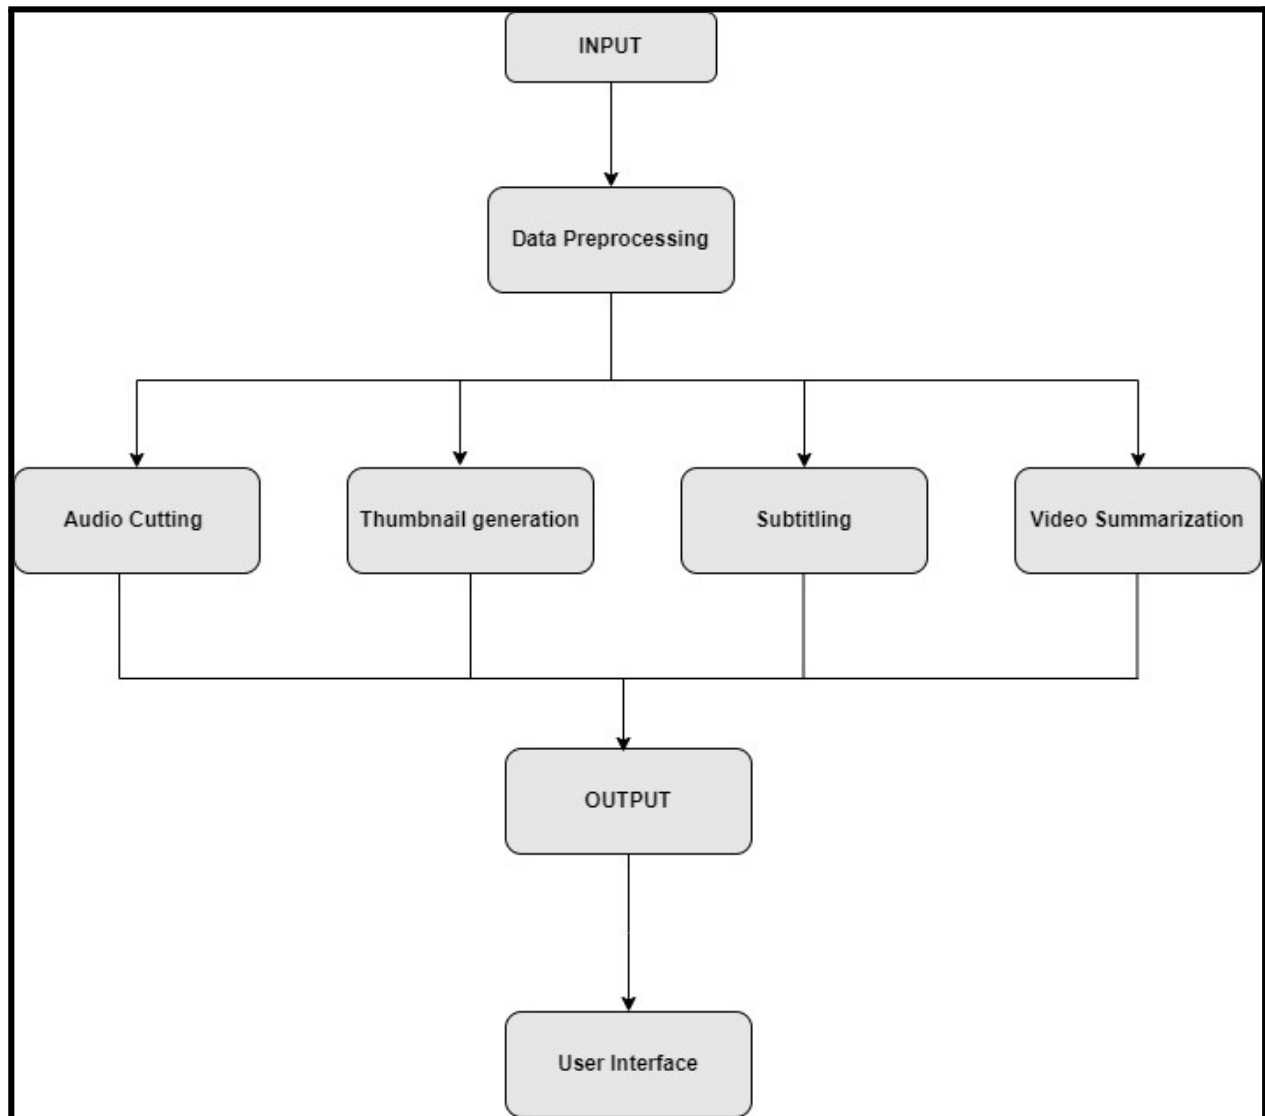 INPUT
Data Preprocessing
Audio Cutting
Thumbnail generation
Subtitling
Video Summarization
OUTPUT
User Interface